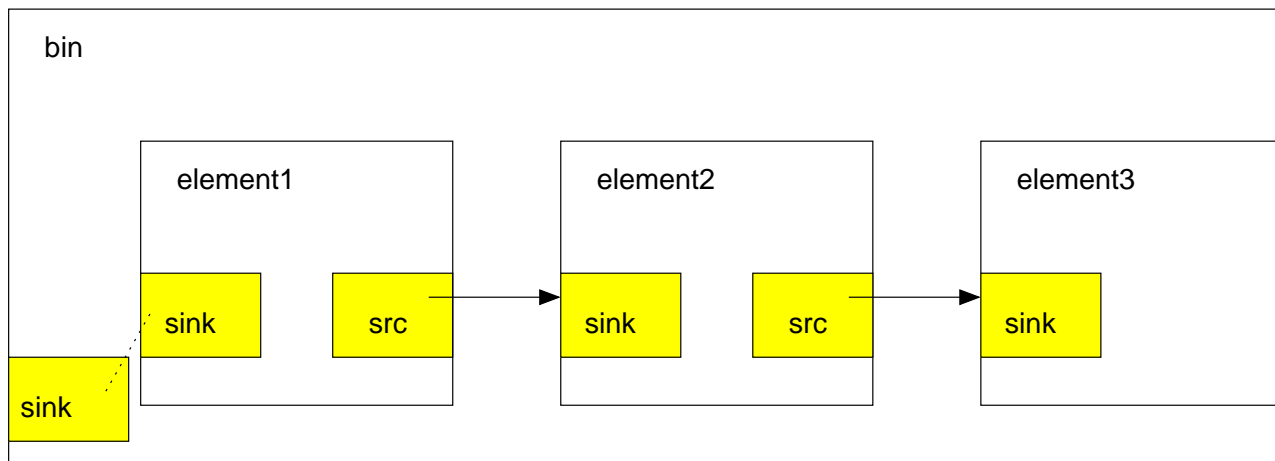 bin
element1
element2
element3
sink
src
sink
src
sink
sink